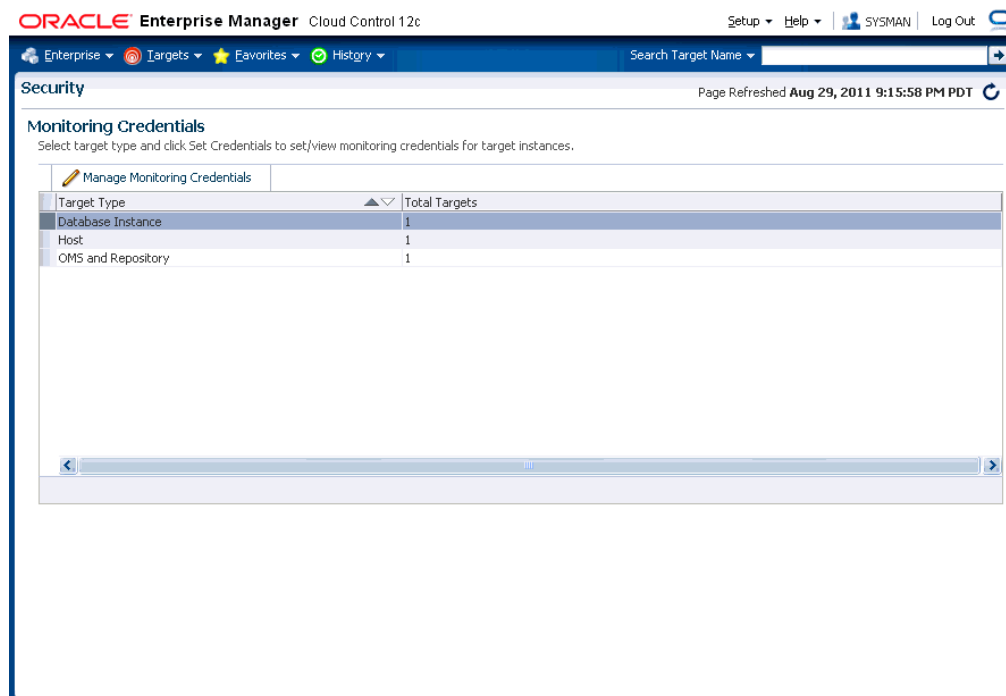 ORACLE Enterprise Manager Cloud Control 12c Setup Help SYSMAN Log Out
Enterprise Targets Favorites History Search Target Name
Security Page Refreshed Aug 29, 2011 9:15:58 PM PDT
Monitoring Credentials
Select target type and click Set Credentials to set/view monitoring credentials for target instances.
Manage Monitoring Credentials
Target Type Total Targets
Database Instance 1
Host 1
OMS and Repository 1